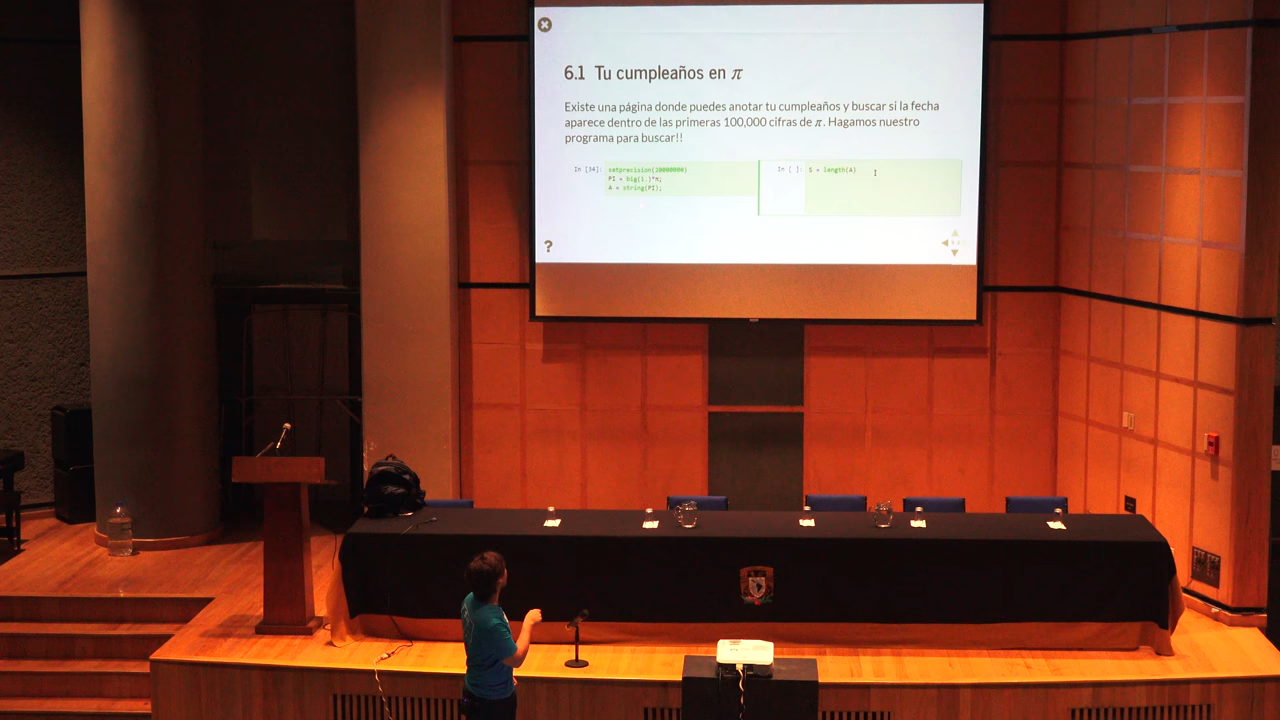 6.1 Tu cumpleaños en π
Existe una página donde puedes anotar tu cumpleaños y buscar si la fecha
aparece dentro de las primeras 100,000 cifras de π. Hagamos nuestro
programa para buscar!!
In [34]: setprecision(10000000)
PI = big(1.)*π;
A = string(PI);
In [ ]: S = length(A)
?